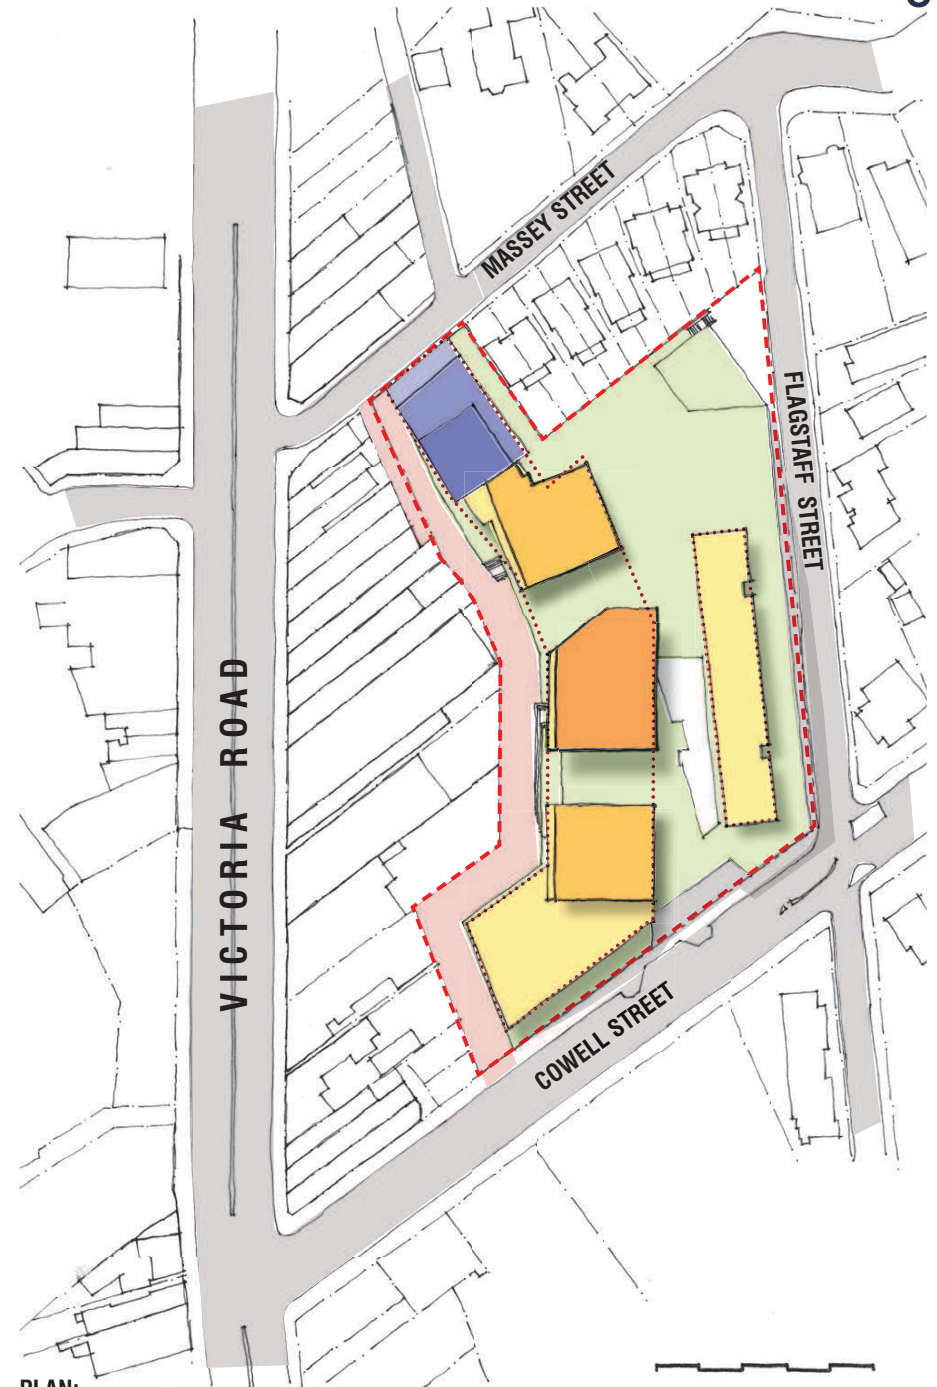 MASSEY STREET
FLAGSTAFF STREET
VICTORIA ROAD
COWELL STREET
PLAN: